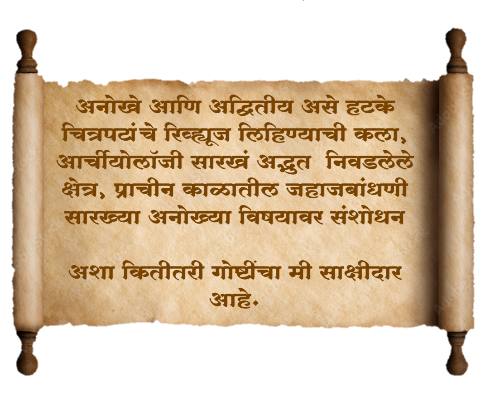 अनोखे आणि अद्वितीय असे हटके
चित्रपटांचे रिव्ह्यूज लिहिण्याची कला,
आर्चीयोलॉजी सारखं अद्भुत निवडलेले
क्षेत्र, प्राचीन काळातील जहाजबांधणी
सारख्या अनोख्या विषयावर संशोधन
अशा कितीतरी गोष्टींचा मी साक्षीदार
आहे.